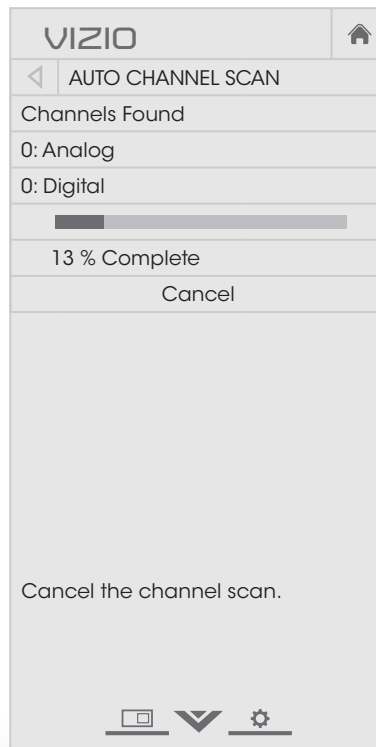 VIZIO
AUTO CHANNEL SCAN
Channels Found
0: Analog
0: Digital
13 % Complete
Cancel
Cancel the channel scan.